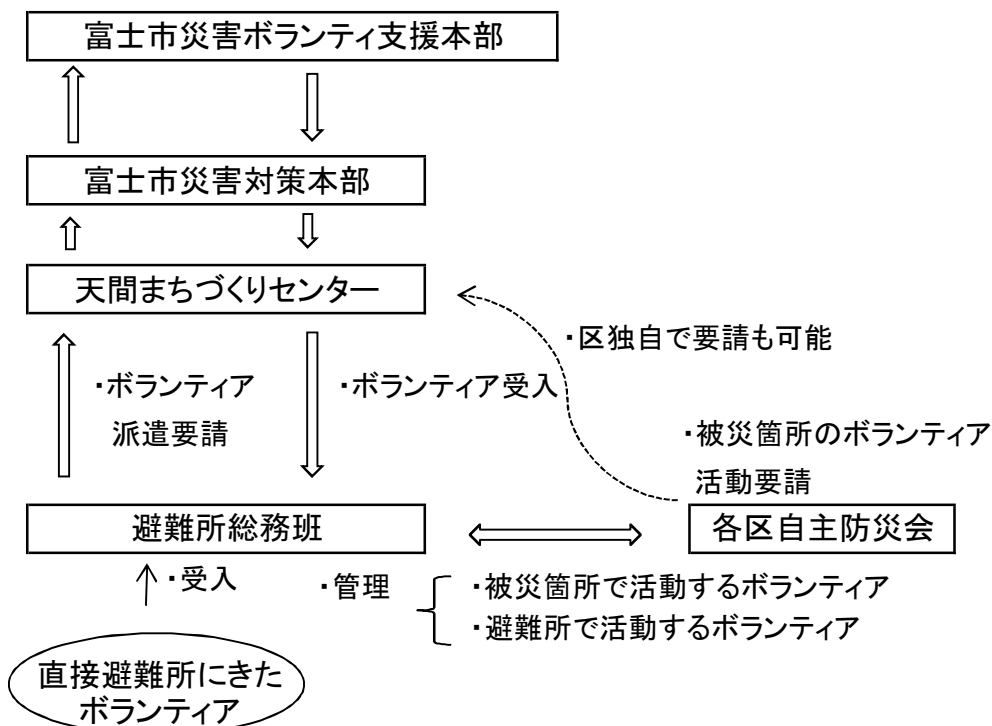 富士市災害ボランティ支援本部
富士市災害対策本部
天間まちづくりセンター
・区独自で要請も可能
・ボランティア
派遣要請
・ボランティア受入
・被災箇所のボランティア
活動要請
避難所総務班
各区自主防災会
・受入
・管理
・被災箇所で活動するボランティア
・避難所で活動するボランティア
直接避難所にきた
ボランティア